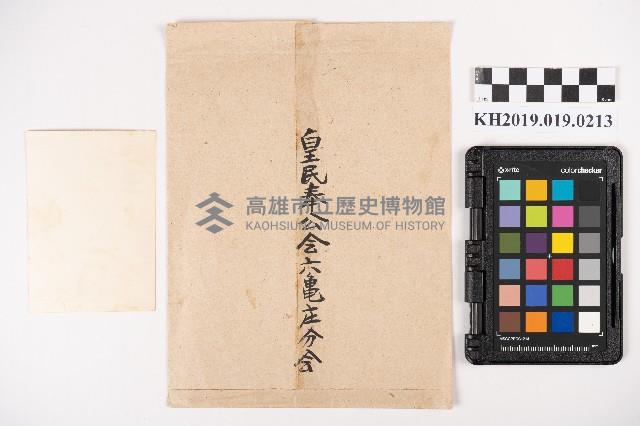 皇民奉公会六亀庄分会
高雄市立歷史博物館
KAOHSIUNG MUSEUM OF HISTORY
KH2019.019.0213
x-rite
colorchecker